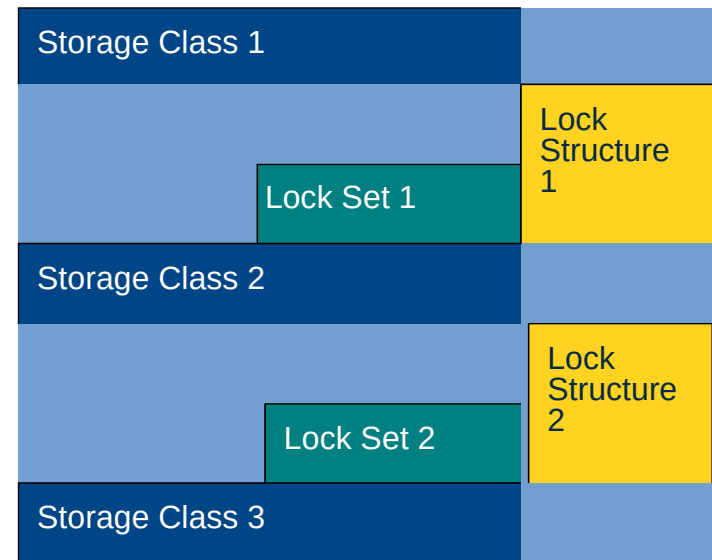 Storage Class 1
Lock
Structure
1
Lock Set 1
Storage Class 2
Lock
Structure
2
Lock Set 2
Storage Class 3